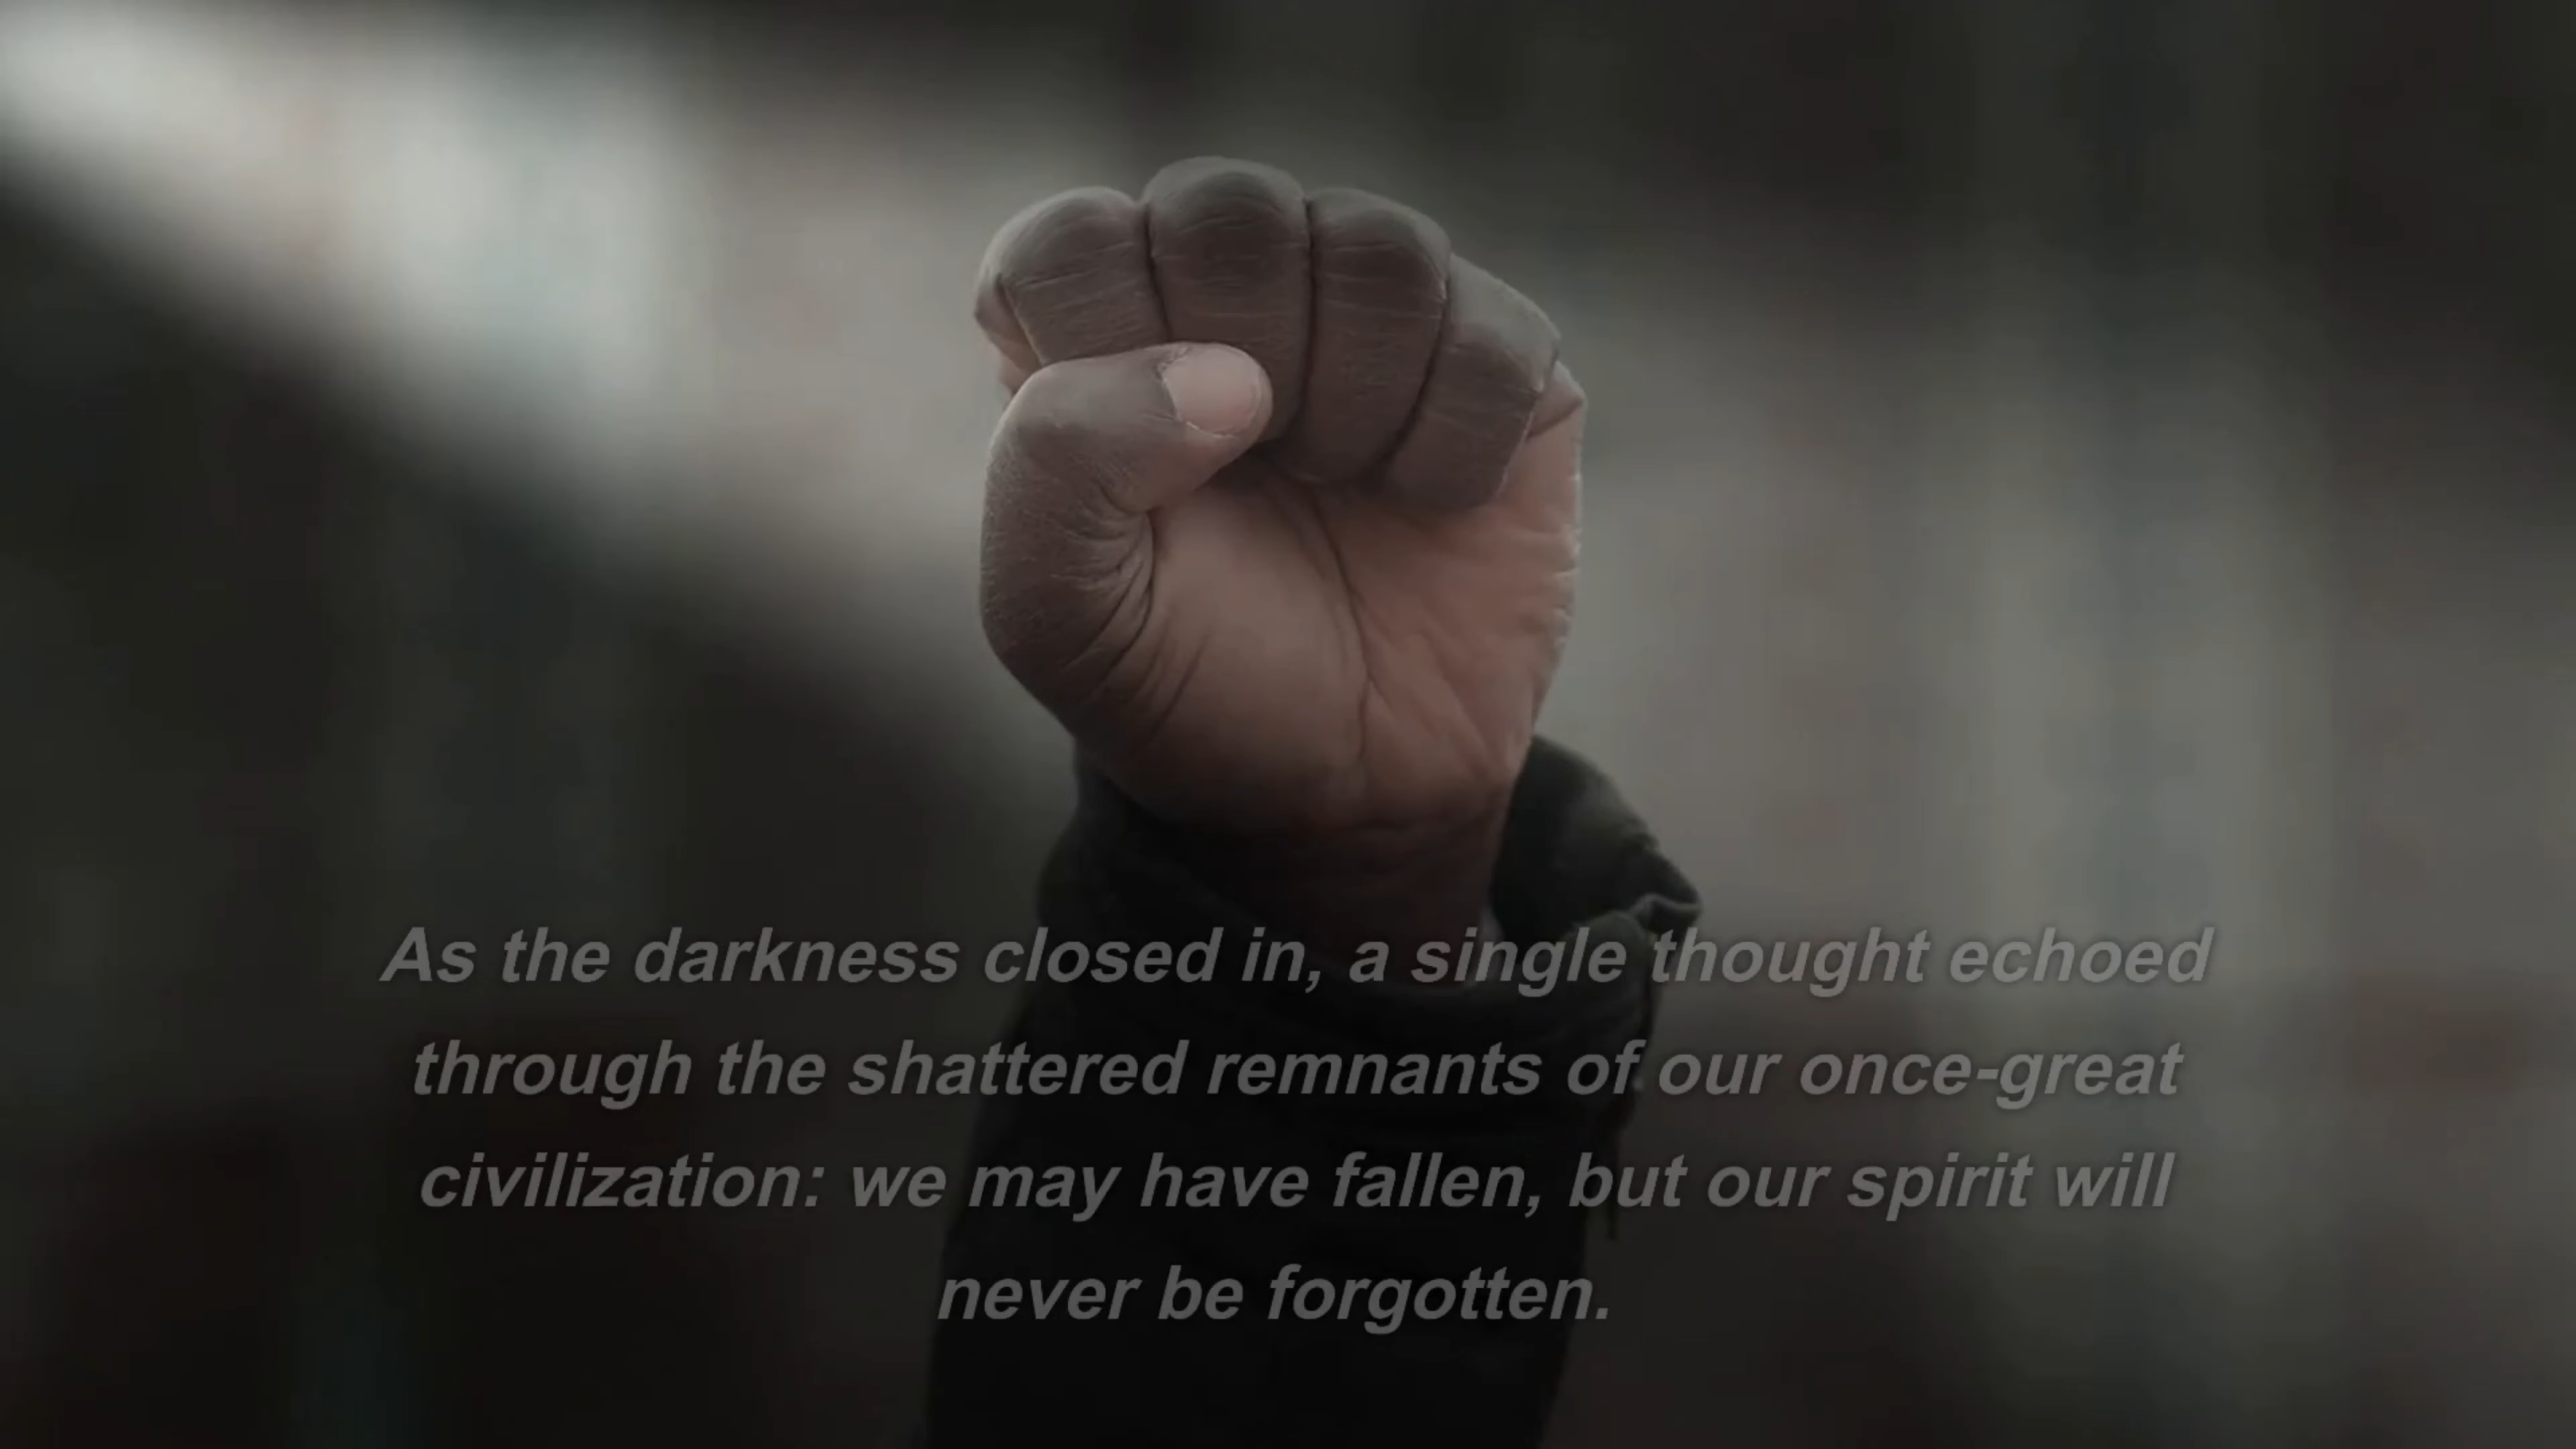 As the darkness closed in, a single thought echoed
through the shattered remnants of our once-great
civilization: we may have fallen, but our spirit will
never be forgotten.